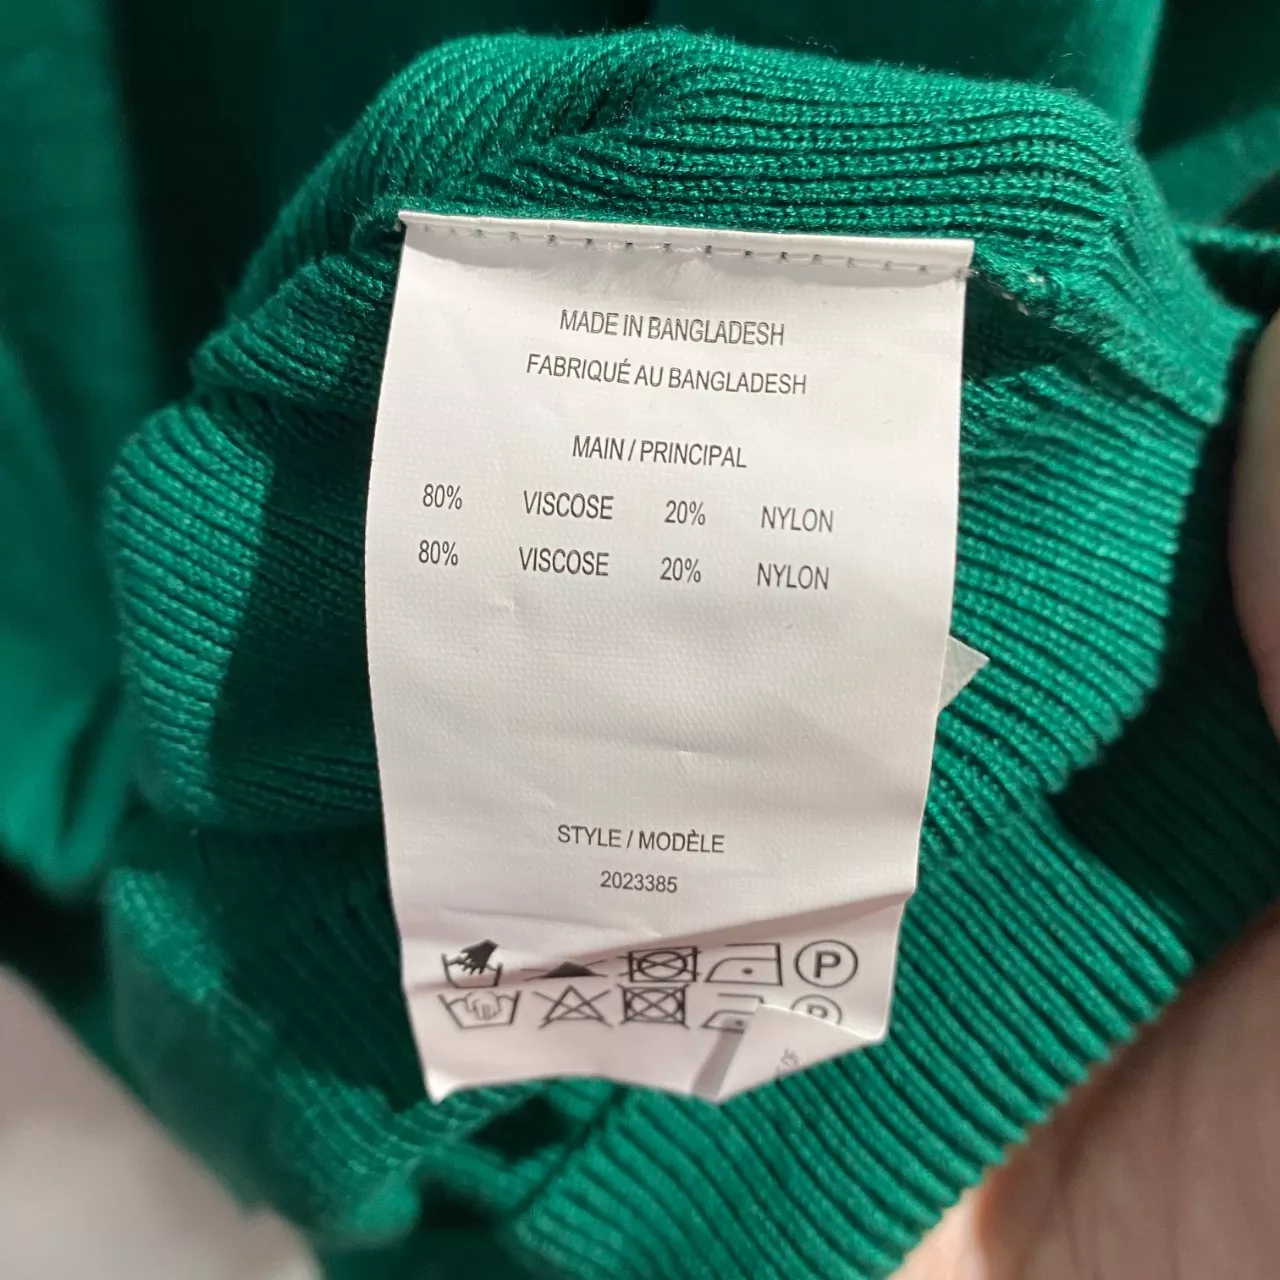 MADE IN BANGLADESH
FABRIQUÉ AU BANGLADESH
MAIN / PRINCIPAL
80% VISCOSE 20% NYLON
80% VISCOSE 20% NYLON
STYLE / MODÈLE
2023385
P
P